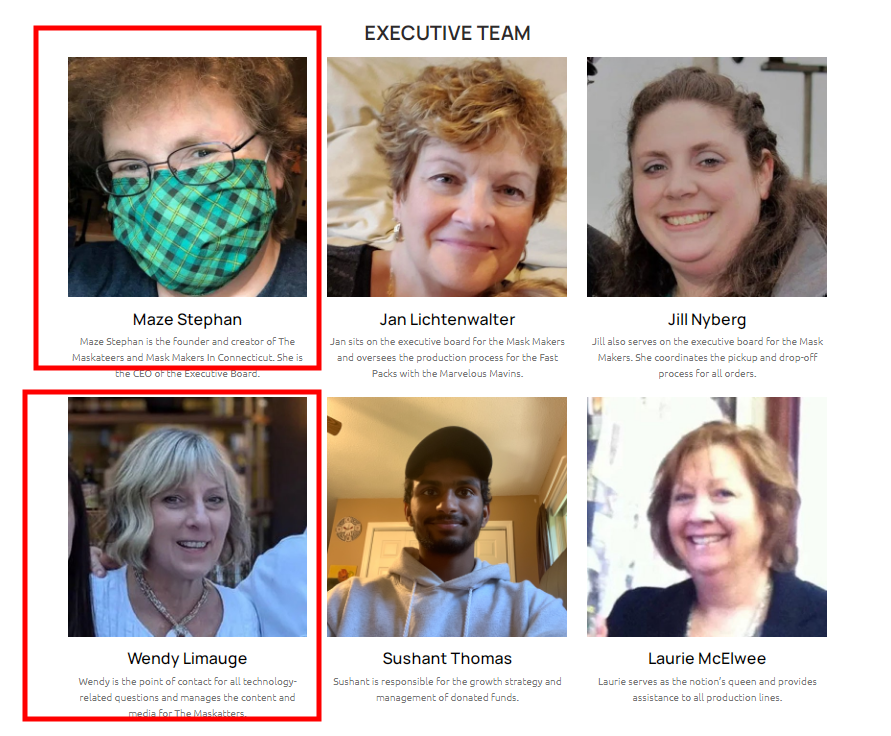 EXECUTIVE TEAM
Maze Stephan
Maze Stephan is the founder and creator of The
Maskateers and Mask Makers In Connecticut. She is
the CEO of the Executive Board.
Jan Lichtenwalter
Jan sits on the executive board for the Mask Makers
and oversees the production process for the Fast
Packs with the Marvelous Mavins.
Jill Nyberg
Jill also serves on the executive board for the Mask
Makers. She coordinates the pickup and drop-off
process for all orders.
Wendy Limauge
Wendy is the point of contact for all technology-
related questions and manages the content and
media for The Maskatters.
Sushant Thomas
Sushant is responsible for the growth strategy and
management of donated funds.
Laurie McElwee
Laurie serves as the notion's queen and provides
assistance to all production lines.